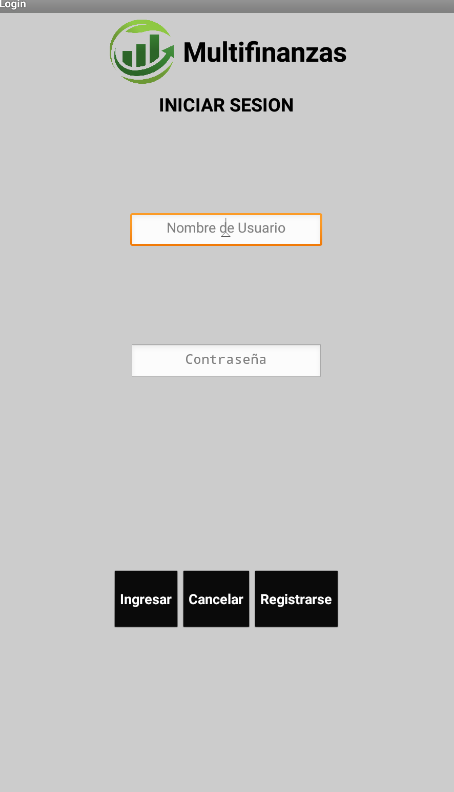 Login
Multifinanzas
INICIAR SESION
Nombre de Usuario
Contraseña
Ingresar Cancelar Registrarse